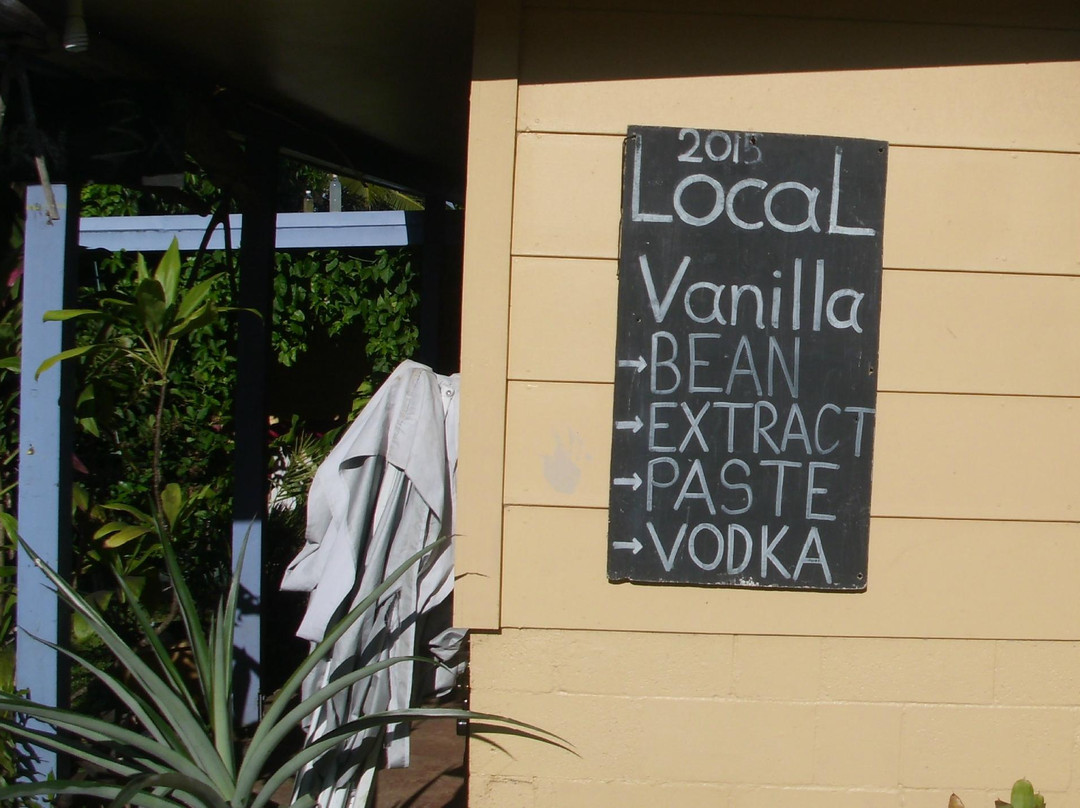 2015
LocaL
Vanilla
→ BEAN
→ EXTRACT
→ PASTE
→ VODKA